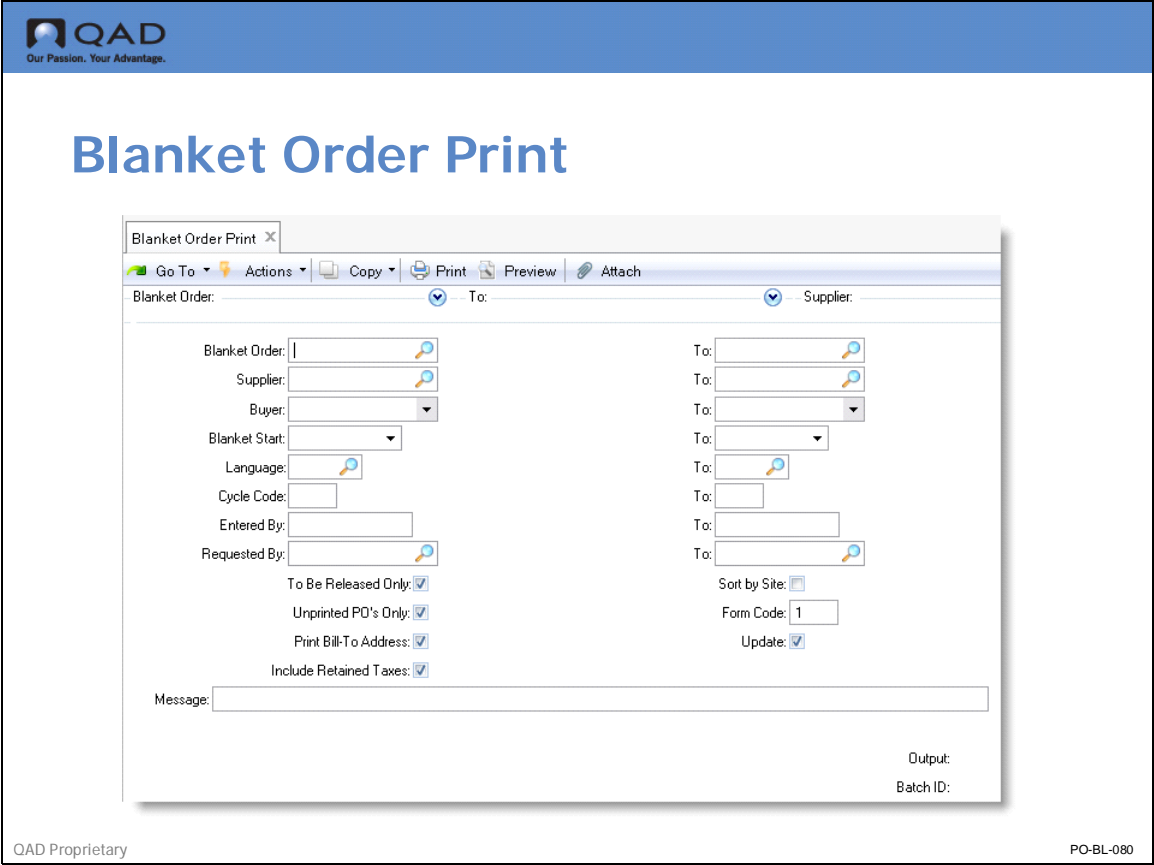 QAD
Our Passion. Your Advantage.
Blanket Order Print
Blanket Order Print
Go To Actions Copy Print Preview Attach
Blanket Order: To: Supplier:
Blanket Order: To:
Supplier: To:
Buyer: To:
Blanket Start: To:
Language: To:
Cycle Code: To:
Entered By: To:
Requested By: To:
To Be Released Only: Sort by Site:
Unprinted PO's Only: Form Code: 1
Print Bill-To Address: Update:
Include Retained Taxes:
Message:
Output:
Batch ID:
QAD Proprietary PO-BL-080